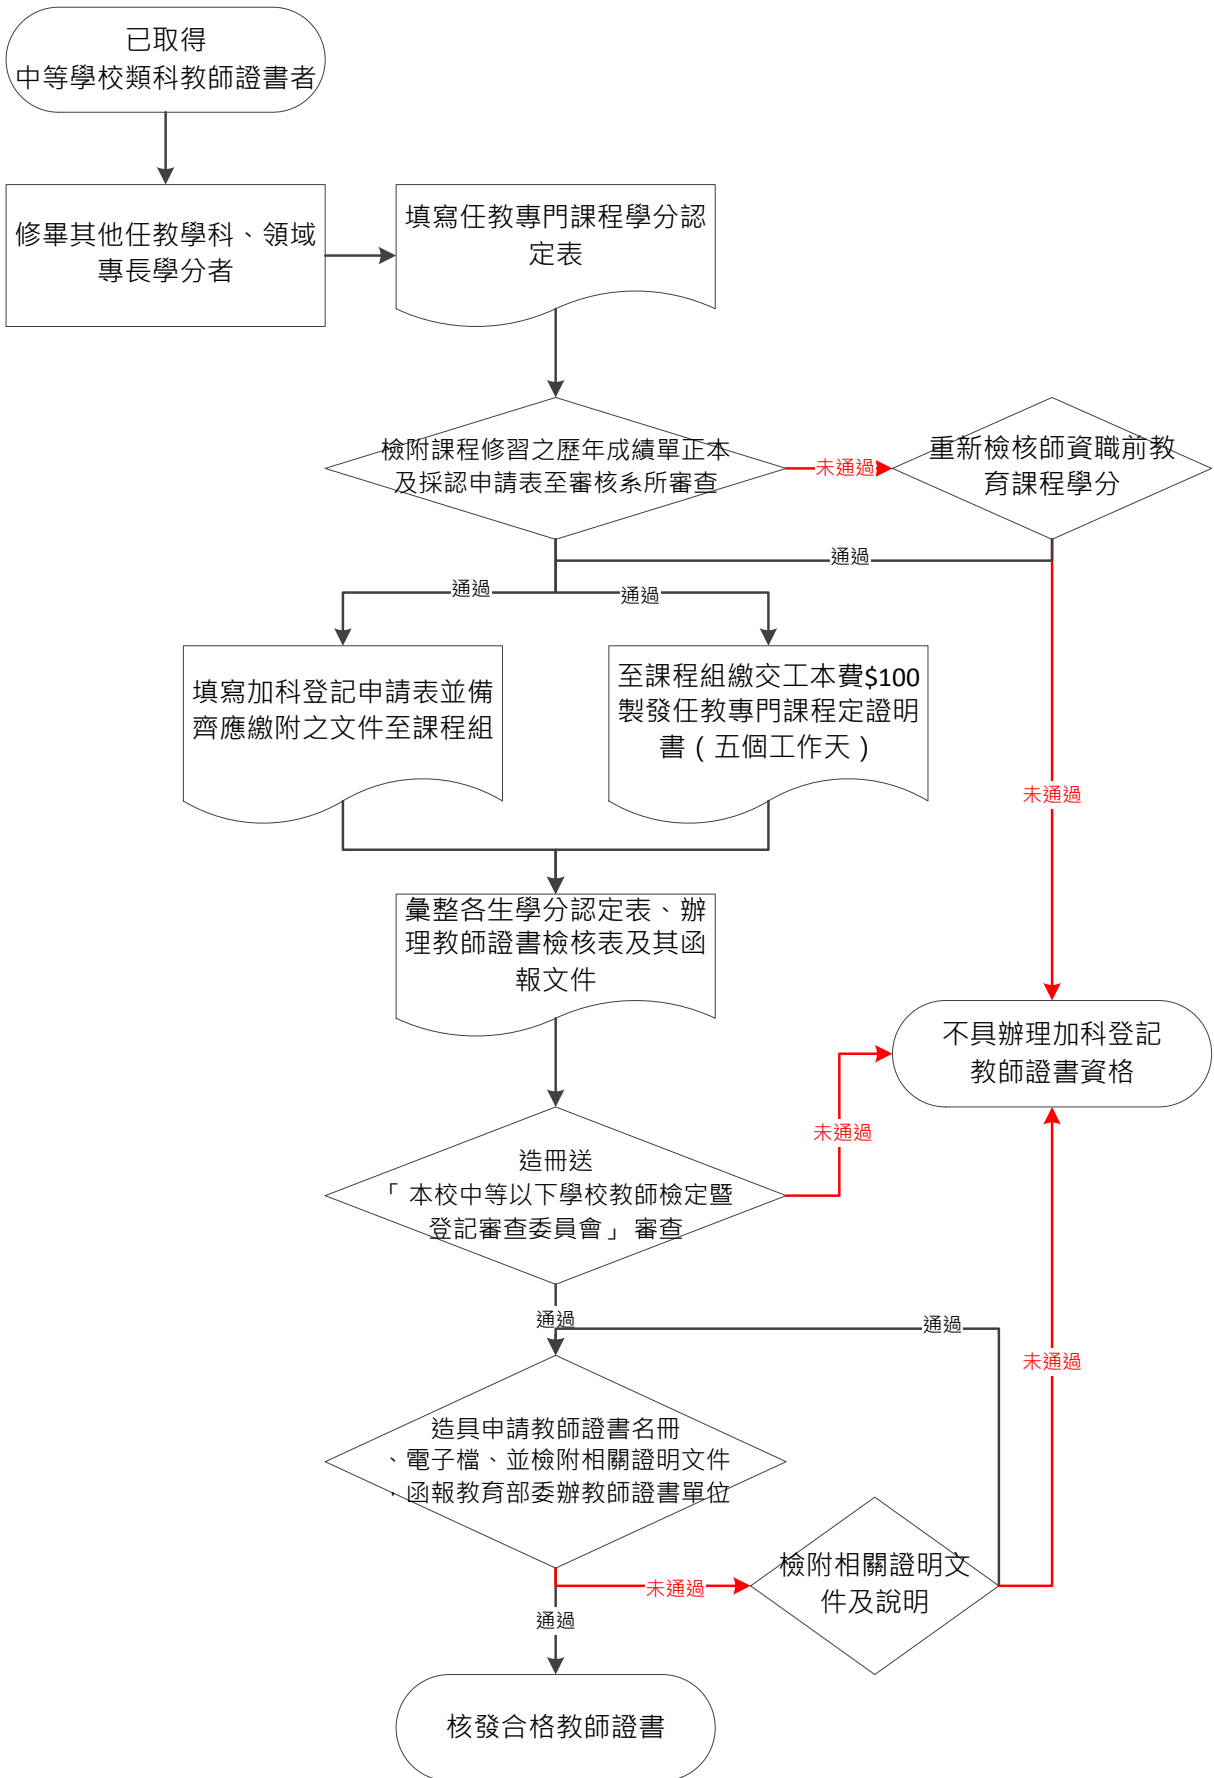 已取得
中等學校類科教師證書者
修畢其他任教學科、領域
專長學分者
填寫任教專門課程學分認
定表
檢附課程修習之歷年成績單正本
及採認申請表至審核系所審查
未通過
重新檢核師資職前教
育課程學分
通過
通過
通過
填寫加科登記申請表並備
齊應繳附之文件至課程組
至課程組繳交工本費$100
製發任教專門課程定證明
書（五個工作天）
未通過
彙整各生學分認定表、辦
理教師證書檢核表及其函
報文件
不具辦理加科登記
教師證書資格
未通過
造冊送
「 本校中等以下學校教師檢定暨
登記審查委員會」 審查
通過
通過
未通過
造具申請教師證書名冊
、電子檔、並檢附相關證明文件
、函報教育部委辦教師證書單位
未通過
檢附相關證明文
件及說明
通過
核發合格教師證書